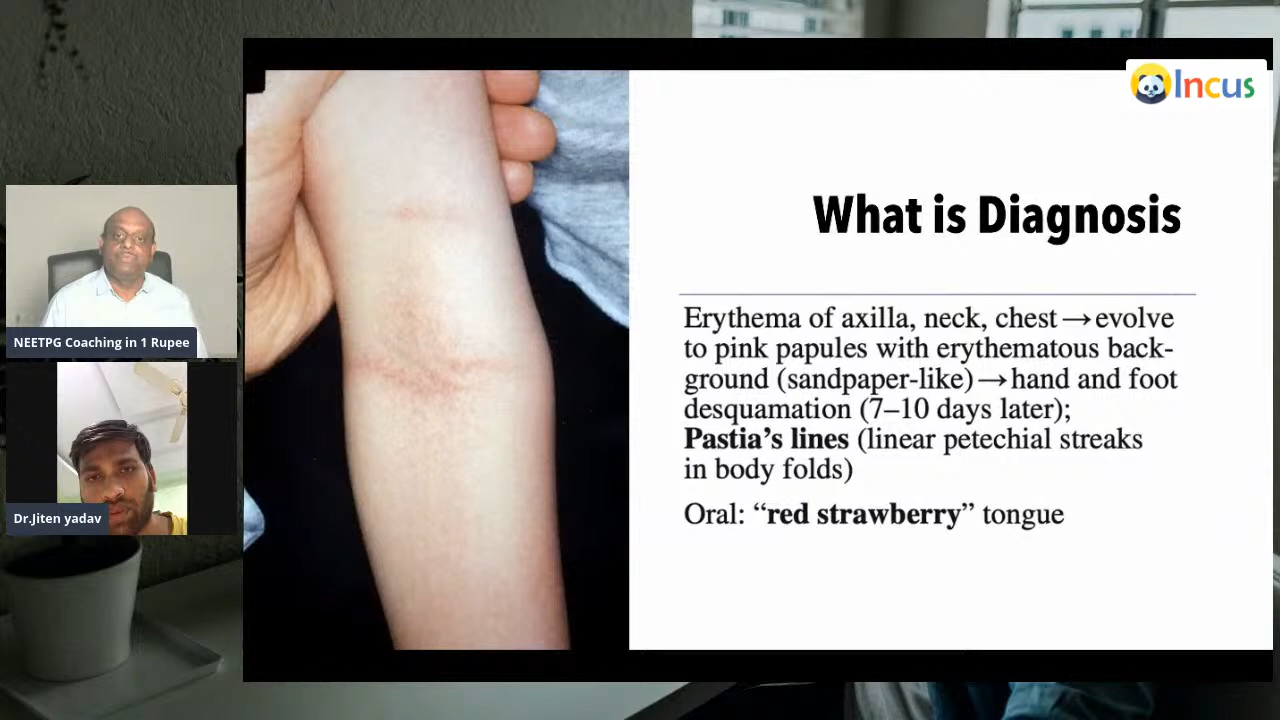 Incus
What is Diagnosis
Erythema of axilla, neck, chest→evolve
to pink papules with erythematous back-
ground (sandpaper-like)→hand and foot
desquamation (7–10 days later);
Pastia’s lines (linear petechial streaks
in body folds)
Oral: “red strawberry” tongue
NEETPG Coaching in 1 Rupee
Dr.Jiten yadav